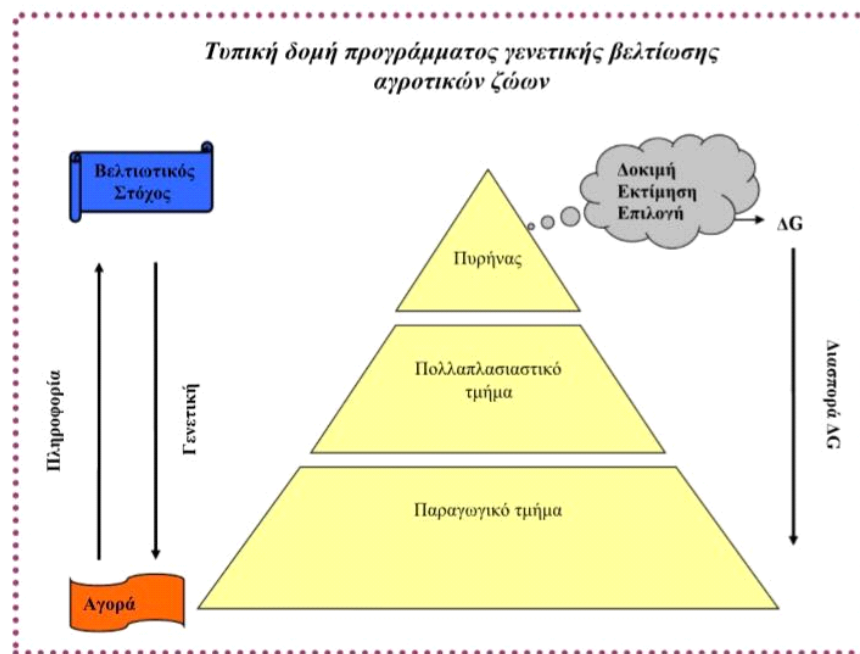 Τυπική δομή προγράμματος γενετικής βελτίωσης
αγροτικών ζώων
Βελτιωτικός
Στόχος
Δοκιμή
Εκτίμηση
Επιλογή
ΔG
Πυρήνας
Πολλαπλασιαστικό
τμήμα
Παραγωγικό τμήμα
Πληροφορία
Γενετική
Διασπορά ΔG
Αγορά